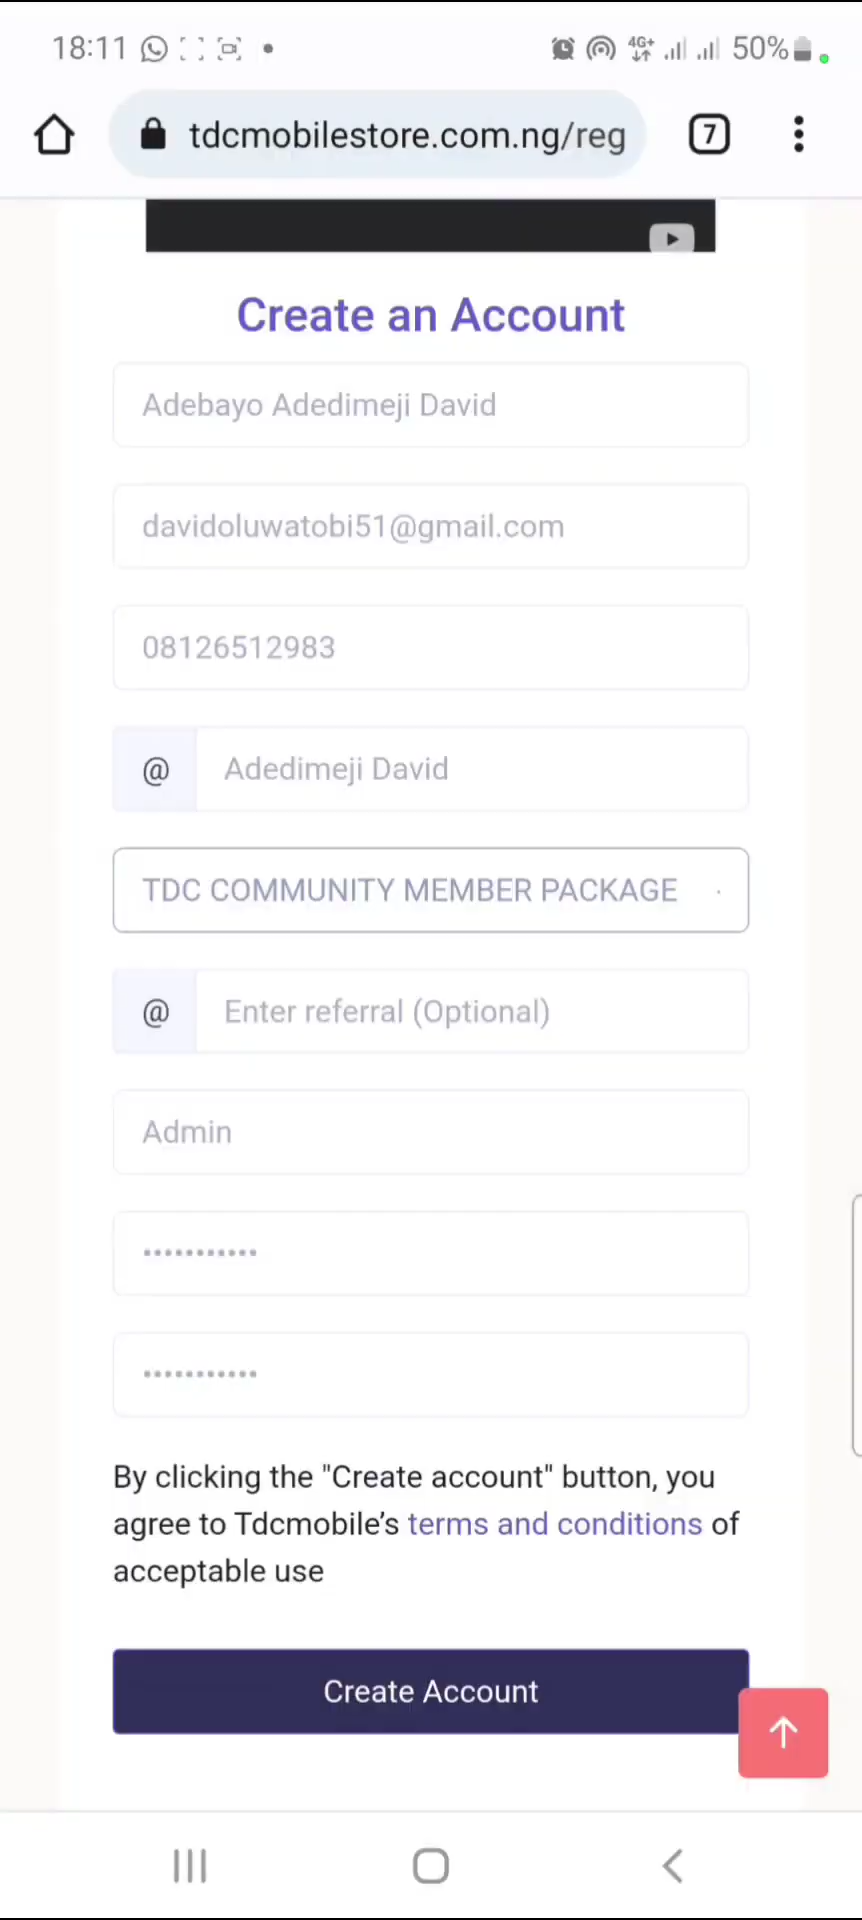 18:11 4G+ 50%
tdcmobilestore.com.ng/reg 7
Create an Account
Adebayo Adedimeji David
davidoluwatobi51@gmail.com
08126512983
@ Adedimeji David
TDC COMMUNITY MEMBER PACKAGE
@ Enter referral (Optional)
Admin
•••••••••••
•••••••••••
By clicking the "Create account" button, you
agree to Tdcmobile’s terms and conditions of
acceptable use
Create Account